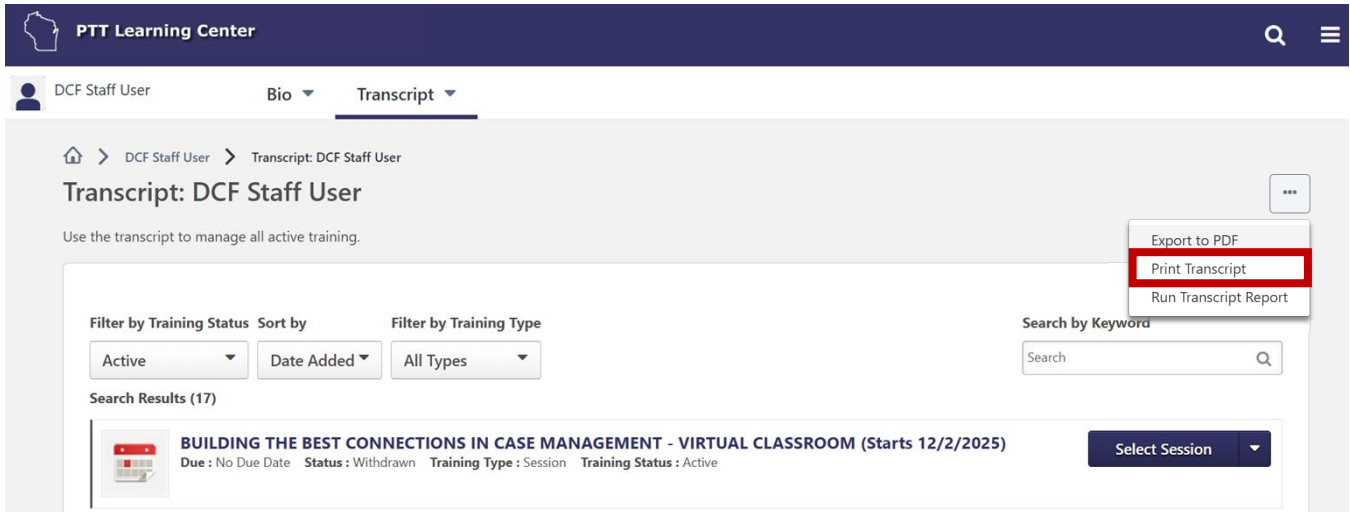 PTT Learning Center
DCF Staff User
Bio
Transcript
DCF Staff User
Transcript: DCF Staff User
Transcript: DCF Staff User
Use the transcript to manage all active training.
Export to PDF
Print Transcript
Run Transcript Report
Filter by Training Status Sort by Filter by Training Type Search by Keyword
Active Date Added All Types Search
Search Results (17)
BUILDING THE BEST CONNECTIONS IN CASE MANAGEMENT - VIRTUAL CLASSROOM (Starts 12/2/2025)
Due : No Due Date Status : Withdrawn Training Type : Session Training Status : Active
Select Session